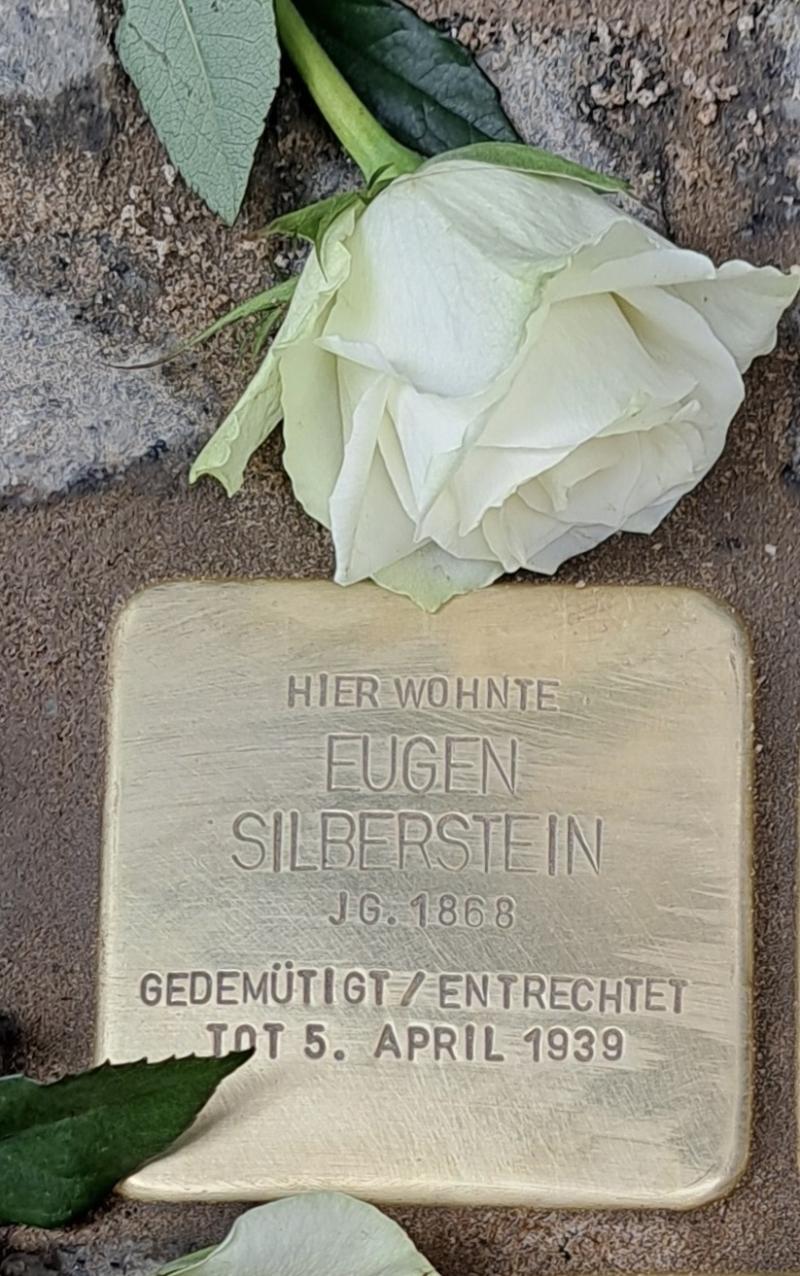 HIER WOHNTE
EUGEN
SILBERSTEIN
JG. 1868
GEDEMÜTIGT / ENTRECHTET
TOT 5. APRIL 1939